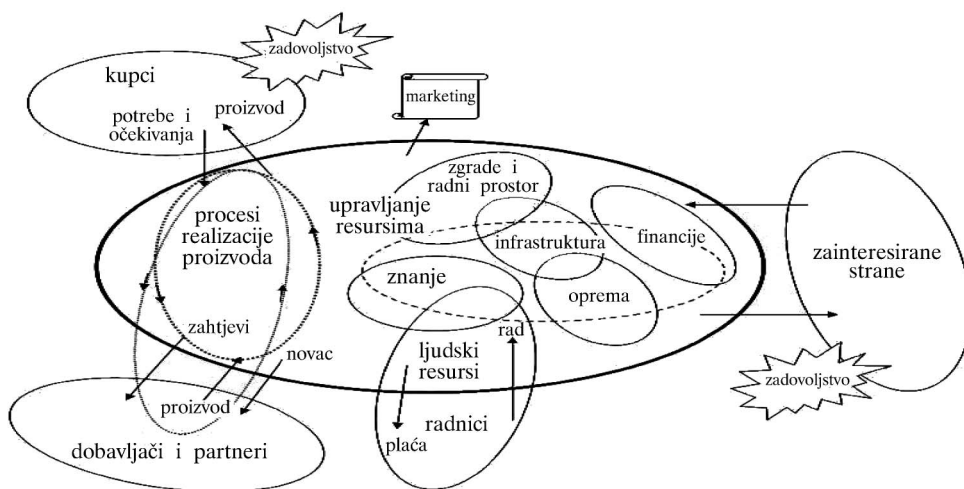 zadovoljstvo
kupci
potrebe i
očekivanja
proizvod
marketing
zgrade i
radni prostor
upravljanje
resursima
procesi
realizacije
proizvoda
infrastruktura
financije
zainteresirane
strane
znanje
oprema
zahtjevi
novac
rad
ljudski
resursi
zadovoljstvo
proizvod
radnici
plaća
dobavljači i partneri